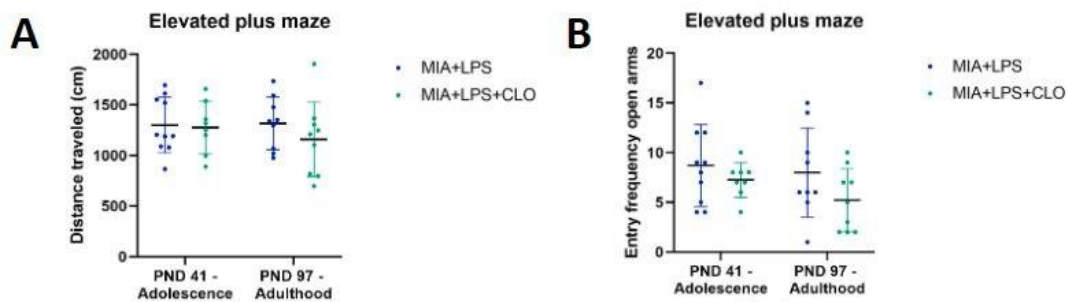 A
Elevated plus maze
Distance traveled (cm)
2000
1500
1000
500
0
PND 41 -
Adolescence
PND 97 -
Adulthood
MIA+LPS
MIA+LPS+CLO
B
Elevated plus maze
Entry frequency open arms
20
15
10
5
0
PND 41 -
Adolescence
PND 97 -
Adulthood
MIA+LPS
MIA+LPS+CLO